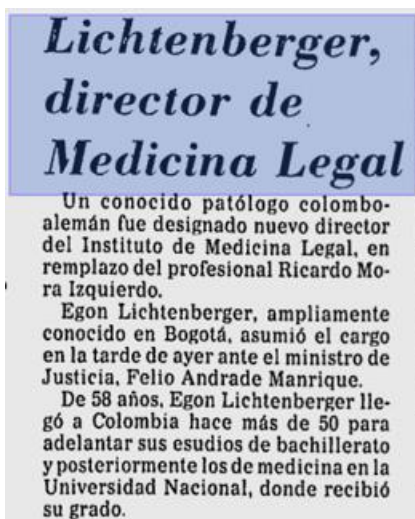 Lichtenberger,
director de
Medicina Legal
Un conocido patólogo colombo-
alemán fue designado nuevo director
del Instituto de Medicina Legal, en
remplazo del profesional Ricardo Mo-
ra Izquierdo.
Egon Lichtenberger, ampliamente
conocido en Bogotá, asumió el cargo
en la tarde de ayer ante el ministro de
Justicia, Felio Andrade Manrique.
De 58 años, Egon Lichtenberger lle-
gó a Colombia hace más de 50 para
adelantar sus esudios de bachillerato
y posteriormente los de medicina en la
Universidad Nacional, donde recibió
su grado.